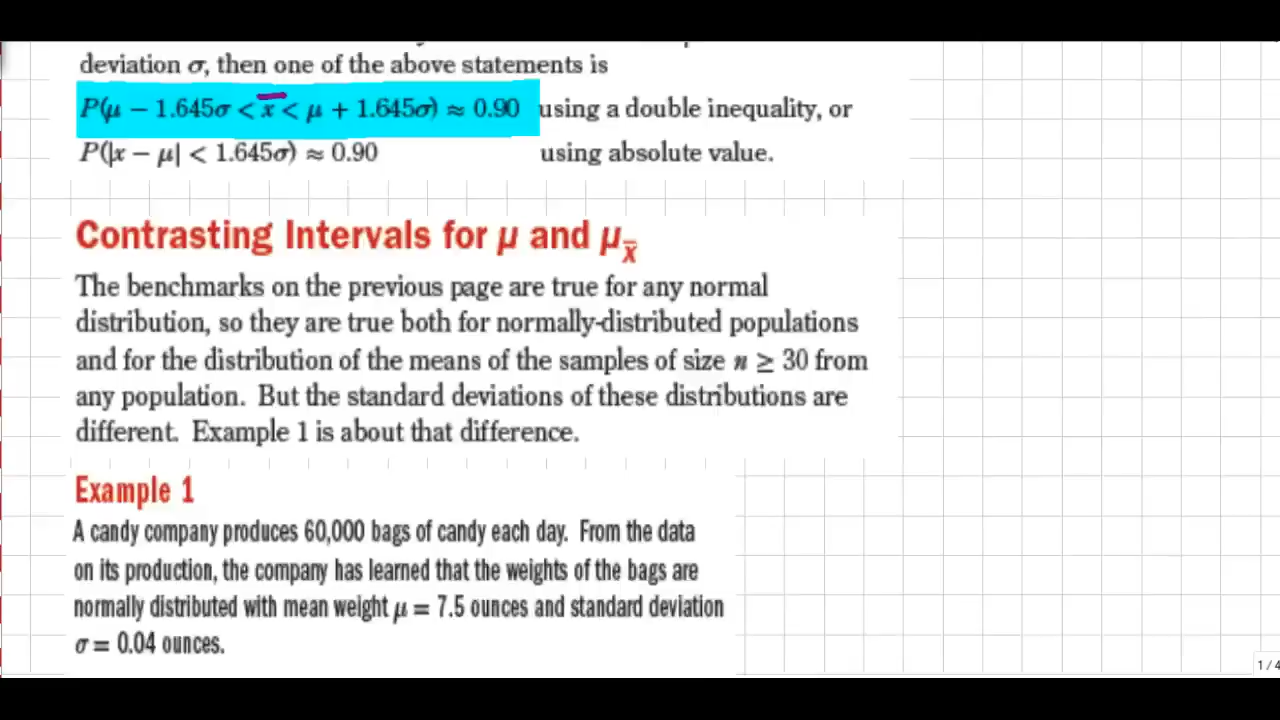 deviation σ, then one of the above statements is
P(μ − 1.645σ < x̄ < μ + 1.645σ) ≈ 0.90 using a double inequality, or
P(|x − μ| < 1.645σ) ≈ 0.90 using absolute value.
Contrasting Intervals for μ and μx̄
The benchmarks on the previous page are true for any normal
distribution, so they are true both for normally-distributed populations
and for the distribution of the means of the samples of size n ≥ 30 from
any population. But the standard deviations of these distributions are
different. Example 1 is about that difference.
Example 1
A candy company produces 60,000 bags of candy each day. From the data
on its production, the company has learned that the weights of the bags are
normally distributed with mean weight μ = 7.5 ounces and standard deviation
σ = 0.04 ounces.
1/4